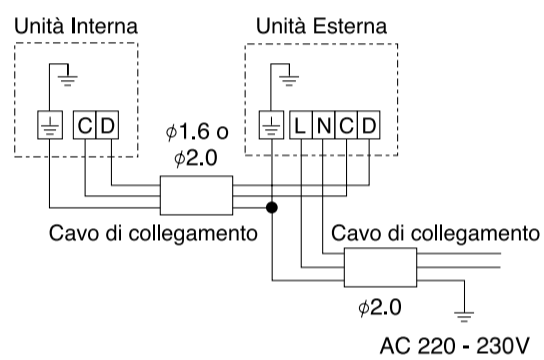 Unità Interna
Unità Esterna
C D
L N C D
φ1.6 o
φ2.0
Cavo di collegamento
Cavo di collegamento
φ2.0
AC 220 - 230V